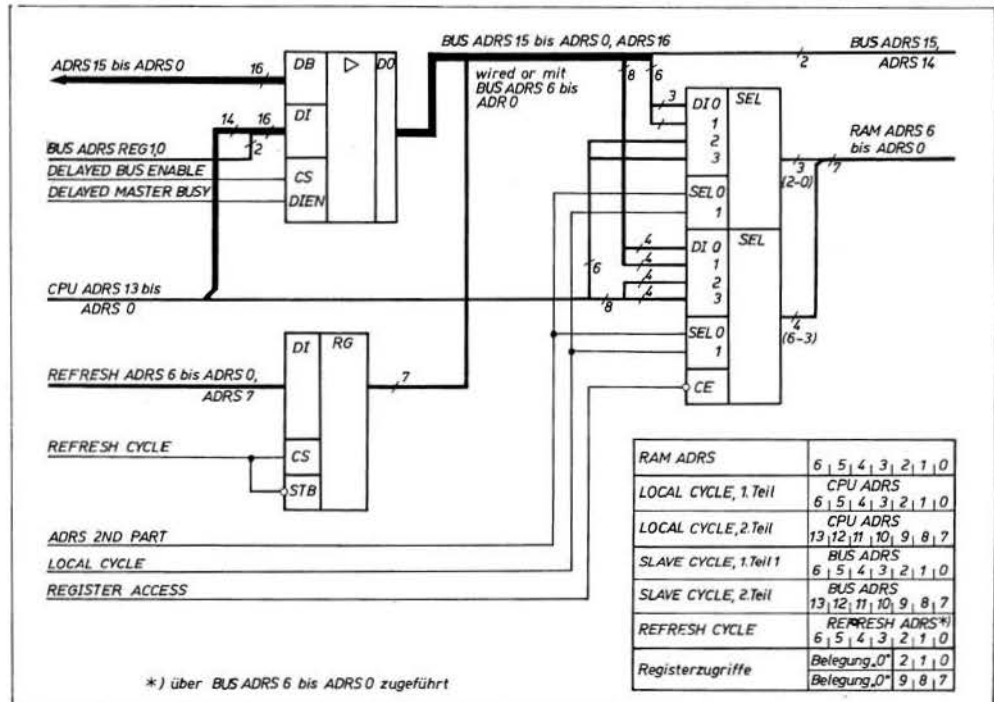 BUS ADRS 15 bis ADRS 0, ADRS 16
BUS ADRS 15,
ADRS 14
2
ADRS 15 bis ADRS 0
16
DB
▷
DO
wired or mit
BUS ADRS 6 bis
ADR 0
8
6
14
16
DI
BUS ADRS REG 1,0
2
DELAYED BUS ENABLE
CS
DELAYED MASTER BUSY
DIEN
3
DI 0
SEL
1
2
3
RAM ADRS 6
bis ADRS 0
3
7
(2-0)
SEL 0
1
4
DI 0
SEL
4
1
6
4
2
CPU ADRS 13 bis
ADRS 0
8
4
3
4
(6-3)
SEL 0
1
CE
DI
RG
REFRESH ADRS 6 bis ADRS 0,
ADRS 7
7
REFRESH CYCLE
CS
STB
ADRS 2ND PART
LOCAL CYCLE
REGISTER ACCESS
RAM ADRS 6 5 4 3 2 1 0
CPU ADRS
LOCAL CYCLE, 1. Teil 6 5 4 3 2 1 0
CPU ADRS
LOCAL CYCLE, 2. Teil 13 12 11 10 9 8 7
BUS ADRS
SLAVE CYCLE, 1. Teil 1 6 5 4 3 2 1 0
BUS ADRS
SLAVE CYCLE, 2. Teil 13 12 11 10 9 8 7
REFRESH ADRS*)
REFRESH CYCLE 6 5 4 3 2 1 0
Registerzugriffe Belegung „0" 2 1 0
Belegung „0" 9 8 7
*) über BUS ADRS 6 bis ADRS 0 zugeführt